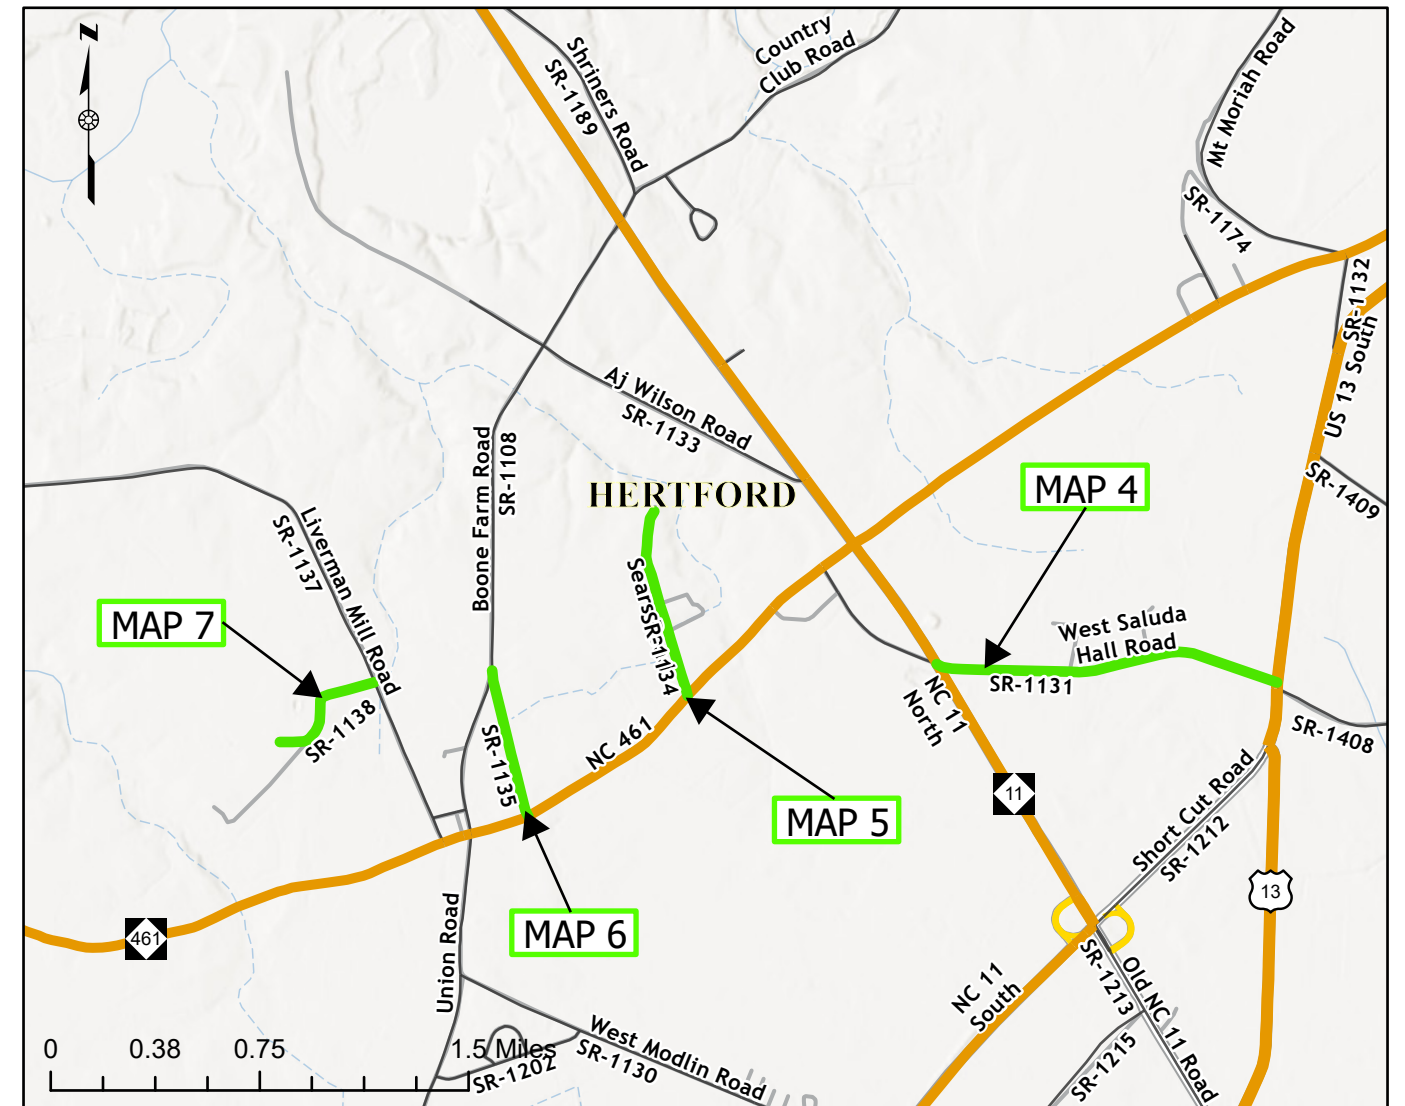 N
Shriners Road
SR-1189
Country
Club Road
Mt Moriah Road
SR-1174
SR-1132
US 13 South
Aj Wilson Road
SR-1133
Boone Farm Road
SR-1108
HERTFORD
MAP 4
SR-1409
Liverman Mill Road
SR-1137
Sears
SR-1134
MAP 7
West Saluda
Hall Road
SR-1131
SR-1138
SR-1135
NC 461
NC 11
North
SR-1408
11
MAP 5
Short Cut Road
SR-1212
13
461
MAP 6
Union Road
NC 11
South
SR-1213
Old NC 11 Road
SR-1215
West Modlin Road
SR-1130
SR-1202
0 0.38 0.75 1.5 Miles